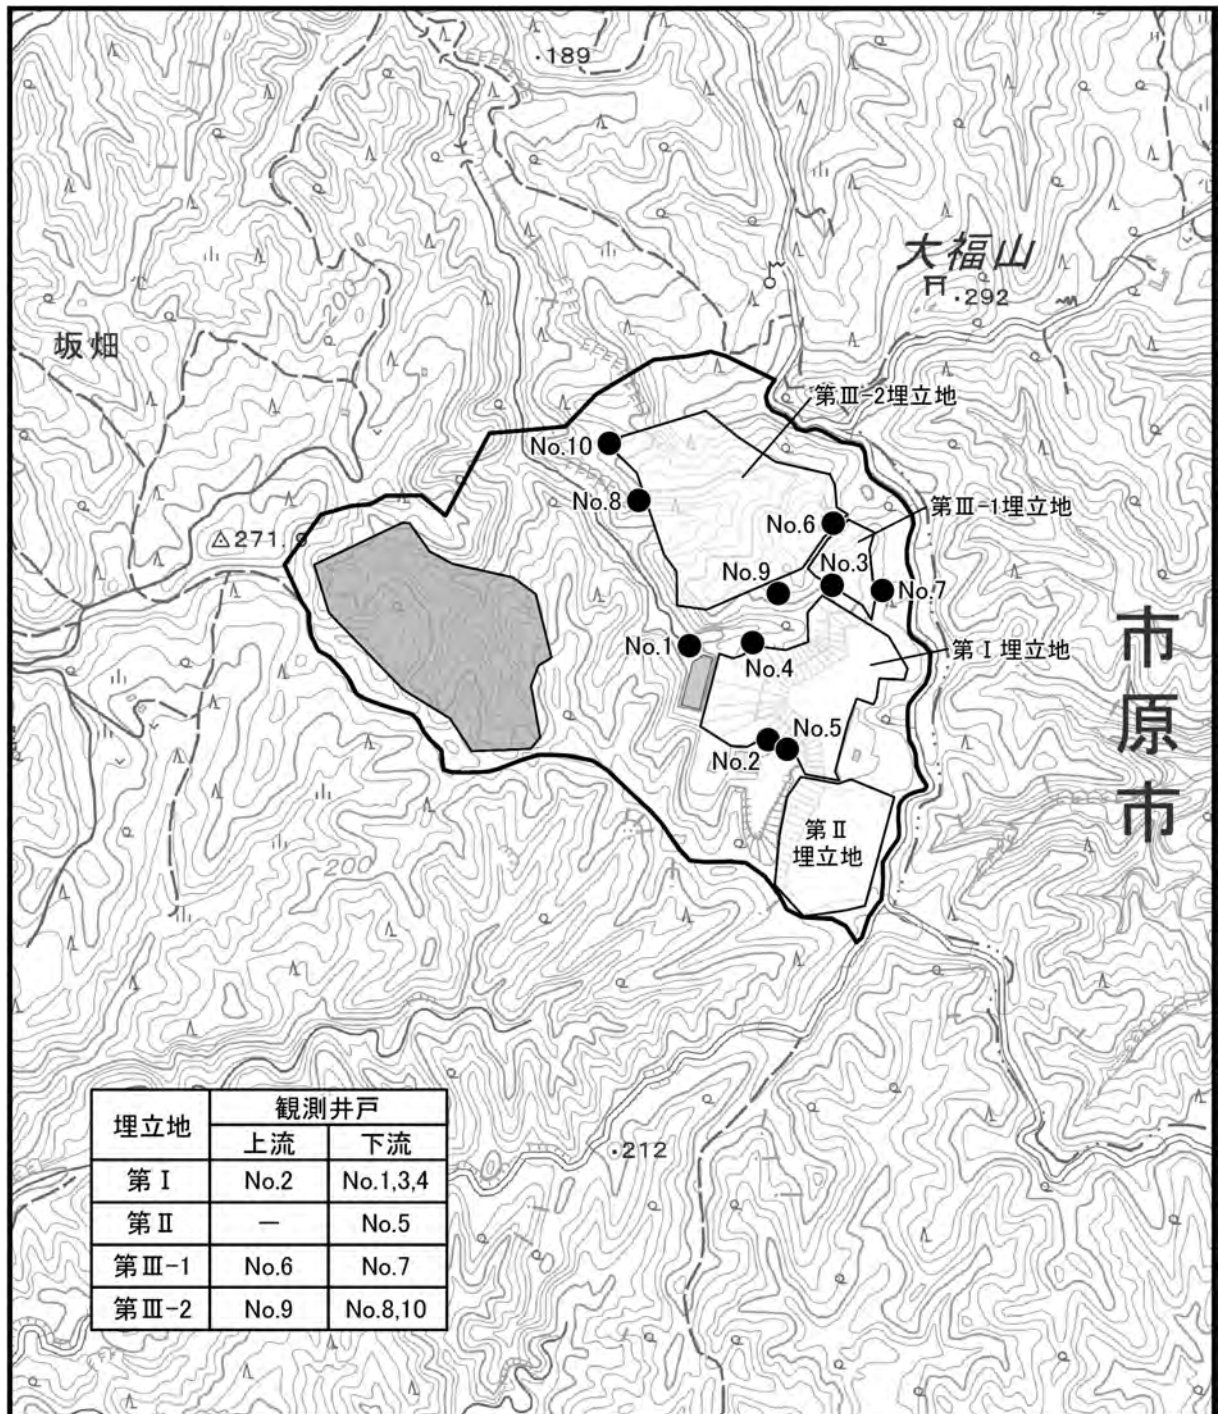 189
大福山
292
坂畑
200
第Ⅲ-2埋立地
No.10
第Ⅲ-1埋立地
No.8
No.6
271.9
No.3
No.9
No.7
市原市
No.1
No.4
第Ⅰ埋立地
No.5
No.2
第Ⅱ
埋立地
200
212
埋立地 観測井戸
上流 下流
第Ⅰ No.2 No.1,3,4
第Ⅱ ― No.5
第Ⅲ-1 No.6 No.7
第Ⅲ-2 No.9 No.8,10